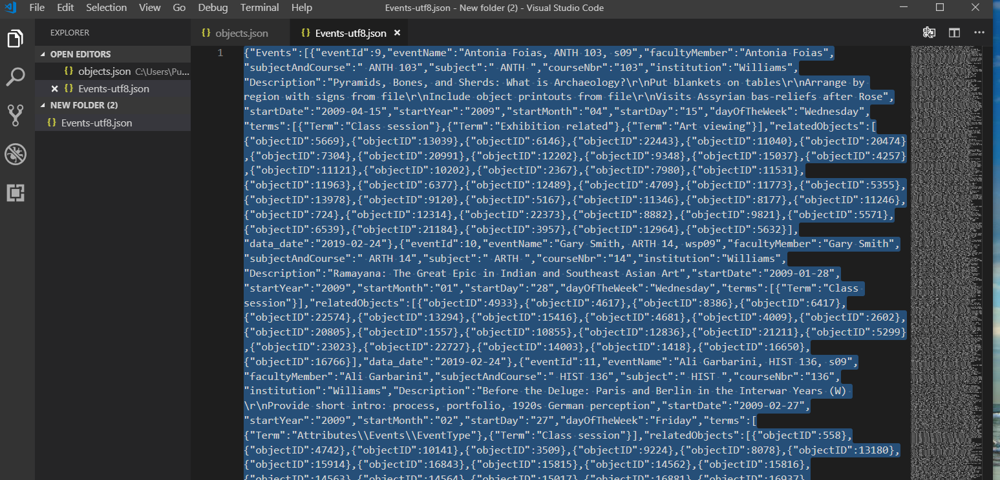 File Edit Selection View Go Debug Terminal Help Events-utf8.json - New folder (2) - Visual Studio Code
EXPLORER
OPEN EDITORS
objects.json C:\Users\Pu...
Events-utf8.json
NEW FOLDER (2)
{} Events-utf8.json
{} objects.json {} Events-utf8.json
1
{"Events":[{"eventId":9,"eventName":"Antonia Foias, ANTH 103, s09","facultyMember":"Antonia Foias",
"subjectAndCourse":" ANTH 103","subject":" ANTH ","courseNbr":"103","institution":"Williams",
"Description":"Pyramids, Bones, and Sherds: What is Archaeology?\r\nPut blankets on tables\r\nArrange by
region with signs from file\r\nInclude object printouts from file\r\nVisits Assyrian bas-reliefs after Rose",
"startDate":"2009-04-15","startYear":"2009","startMonth":"04","startDay":"15","dayOfTheWeek":"Wednesday",
"terms":[{"Term":"Class session"},{"Term":"Exhibition related"},{"Term":"Art viewing"}],"relatedObjects":[
{"objectID":5669},{"objectID":13039},{"objectID":6146},{"objectID":22443},{"objectID":11040},{"objectID":20474}
,{"objectID":7304},{"objectID":20991},{"objectID":12202},{"objectID":9348},{"objectID":15037},{"objectID":4257}
,{"objectID":11121},{"objectID":10202},{"objectID":2367},{"objectID":7980},{"objectID":11531},
{"objectID":11963},{"objectID":6377},{"objectID":12489},{"objectID":4709},{"objectID":11773},{"objectID":5355},
{"objectID":13978},{"objectID":9120},{"objectID":5167},{"objectID":11346},{"objectID":8177},{"objectID":11246},
{"objectID":724},{"objectID":12314},{"objectID":22373},{"objectID":8882},{"objectID":9821},{"objectID":5571},
{"objectID":6539},{"objectID":21184},{"objectID":3957},{"objectID":12964},{"objectID":5632}],
"data_date":"2019-02-24"},{"eventId":10,"eventName":"Gary Smith, ARTH 14, wsp09","facultyMember":"Gary Smith",
"subjectAndCourse":" ARTH 14","subject":" ARTH ","courseNbr":"14","institution":"Williams",
"Description":"Ramayana: The Great Epic in Indian and Southeast Asian Art","startDate":"2009-01-28",
"startYear":"2009","startMonth":"01","startDay":"28","dayOfTheWeek":"Wednesday","terms":[{"Term":"Class
session"}],"relatedObjects":[{"objectID":4933},{"objectID":4617},{"objectID":8386},{"objectID":6417},
{"objectID":22574},{"objectID":13294},{"objectID":15416},{"objectID":4681},{"objectID":4009},{"objectID":2602},
{"objectID":20805},{"objectID":1557},{"objectID":10855},{"objectID":12836},{"objectID":21211},{"objectID":5299}
,{"objectID":23023},{"objectID":22727},{"objectID":14003},{"objectID":1418},{"objectID":16650},
{"objectID":16766}],"data_date":"2019-02-24"},{"eventId":11,"eventName":"Ali Garbarini, HIST 136, s09",
"facultyMember":"Ali Garbarini","subjectAndCourse":" HIST 136","subject":" HIST ","courseNbr":"136",
"institution":"Williams","Description":"Before the Deluge: Paris and Berlin in the Interwar Years (W)
\r\nProvide short intro: process, portfolio, 1920s German perception","startDate":"2009-02-27",
"startYear":"2009","startMonth":"02","startDay":"27","dayOfTheWeek":"Friday","terms":[
{"Term":"Attributes\\Events\\EventType"},{"Term":"Class session"}],"relatedObjects":[{"objectID":558},
{"objectID":4742},{"objectID":10141},{"objectID":3509},{"objectID":9224},{"objectID":8078},{"objectID":13180},
{"objectID":15914},{"objectID":16843},{"objectID":15815},{"objectID":14562},{"objectID":15816},
{"objectID":14563},{"objectID":14564},{"objectID":15017},{"objectID":16881},{"objectID":16937},